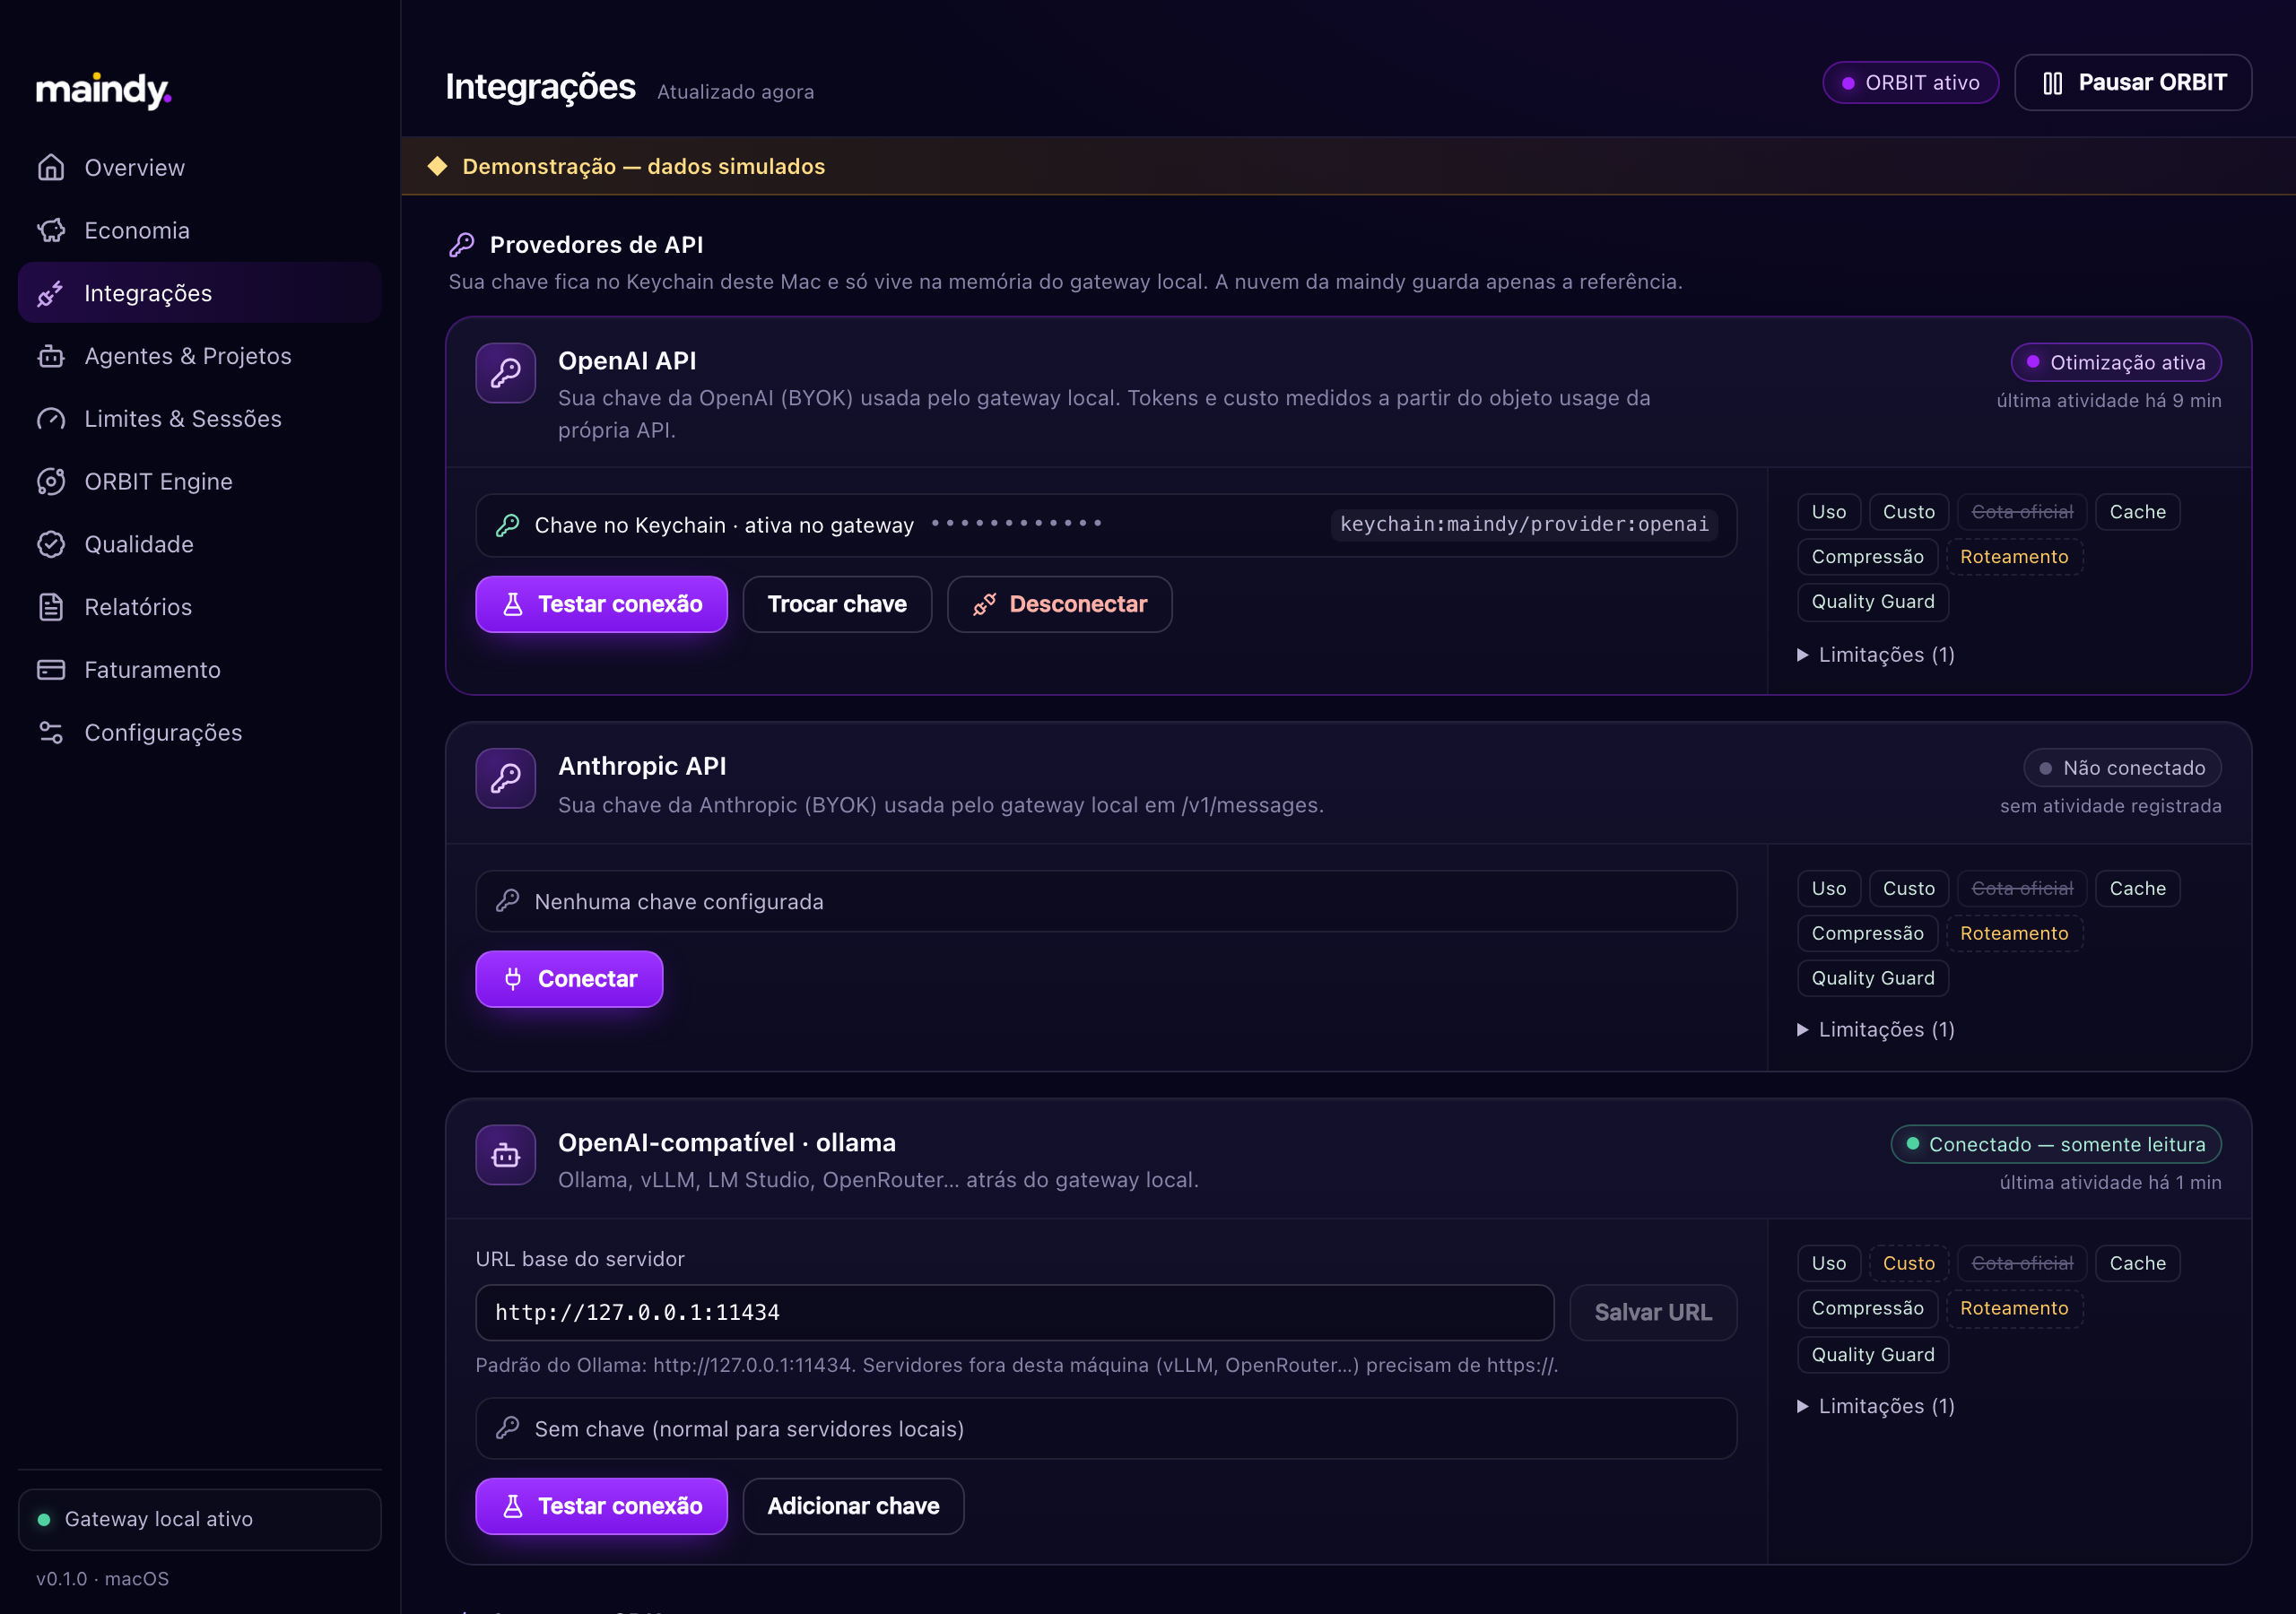 maindy.
Overview
Economia
Integrações
Agentes & Projetos
Limites & Sessões
ORBIT Engine
Qualidade
Relatórios
Faturamento
Configurações
Gateway local ativo
v0.1.0 · macOS
Integrações Atualizado agora
ORBIT ativo
Pausar ORBIT
Demonstração — dados simulados
Provedores de API
Sua chave fica no Keychain deste Mac e só vive na memória do gateway local. A nuvem da maindy guarda apenas a referência.
OpenAI API
Sua chave da OpenAI (BYOK) usada pelo gateway local. Tokens e custo medidos a partir do objeto usage da
própria API.
Otimização ativa
última atividade há 9 min
Chave no Keychain · ativa no gateway •••••••••••• keychain:maindy/provider:openai
Testar conexão Trocar chave Desconectar
Uso Custo Cota oficial Cache
Compressão Roteamento
Quality Guard
▶ Limitações (1)
Anthropic API
Sua chave da Anthropic (BYOK) usada pelo gateway local em /v1/messages.
Não conectado
sem atividade registrada
Nenhuma chave configurada
Conectar
Uso Custo Cota oficial Cache
Compressão Roteamento
Quality Guard
▶ Limitações (1)
OpenAI-compatível · ollama
Ollama, vLLM, LM Studio, OpenRouter… atrás do gateway local.
Conectado — somente leitura
última atividade há 1 min
URL base do servidor
http://127.0.0.1:11434 Salvar URL
Padrão do Ollama: http://127.0.0.1:11434. Servidores fora desta máquina (vLLM, OpenRouter…) precisam de https://.
Sem chave (normal para servidores locais)
Testar conexão Adicionar chave
Uso Custo Cota oficial Cache
Compressão Roteamento
Quality Guard
▶ Limitações (1)